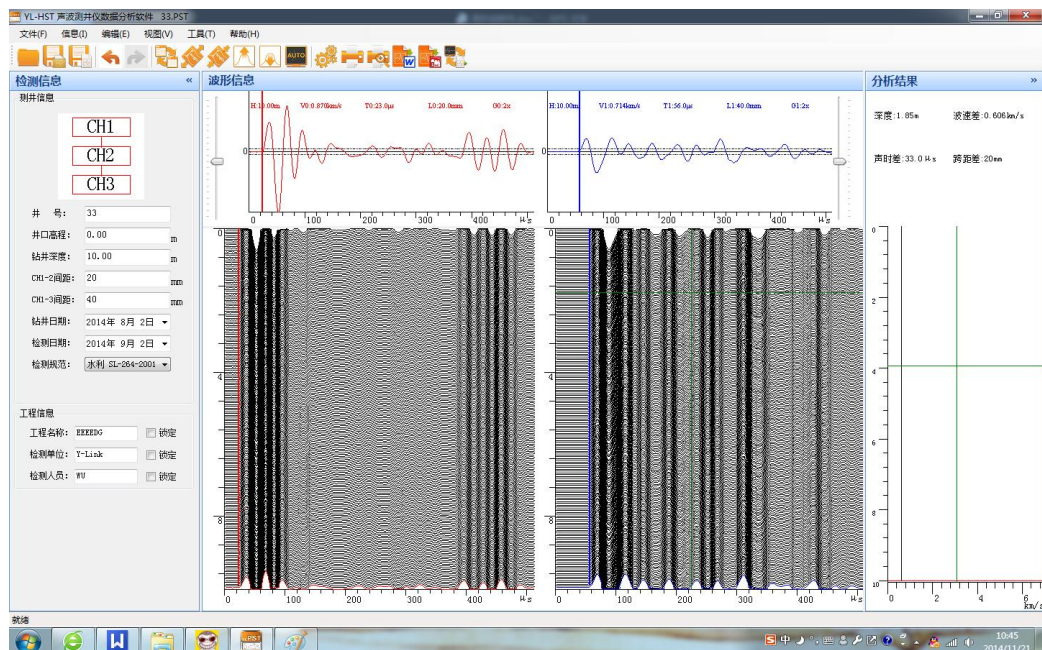 YL-HST 声波测井仪数据分析软件 33.PST
文件(F) 信息(I) 编辑(E) 视图(V) 工具(T) 帮助(H)
AUTO
检测信息 «
波形信息
分析结果 »
测井信息
CH1
CH2
CH3
井 号: 33
井口高程: 0.00 m
钻井深度: 10.00 m
CH1-2间距: 20 mm
CH1-3间距: 40 mm
钻井日期: 2014年 8月 2日
检测日期: 2014年 9月 2日
检测规范: 水利 SL-264-2001
工程信息
工程名称: EEEEDG 锁定
检测单位: Y-Link 锁定
检测人员: WU 锁定
H:10.00m V0:0.870km/s T0:23.0μs L0:20.0mm G0:2x
0
0 100 200 300 400 μs
H:10.00m V1:0.714km/s T1:56.0μs L1:40.0mm G1:2x
0
0 100 200 300 400 μs
0
4
8
0 100 200 300 400 μs
0
4
8
0 100 200 300 400 μs
深度:1.85m 波速差:0.606km/s
声时差:33.0μs 跨距差:20mm
0
2
4
6
8
10
0 2 4 6
km/s
就绪
中
10:45
2014/11/21